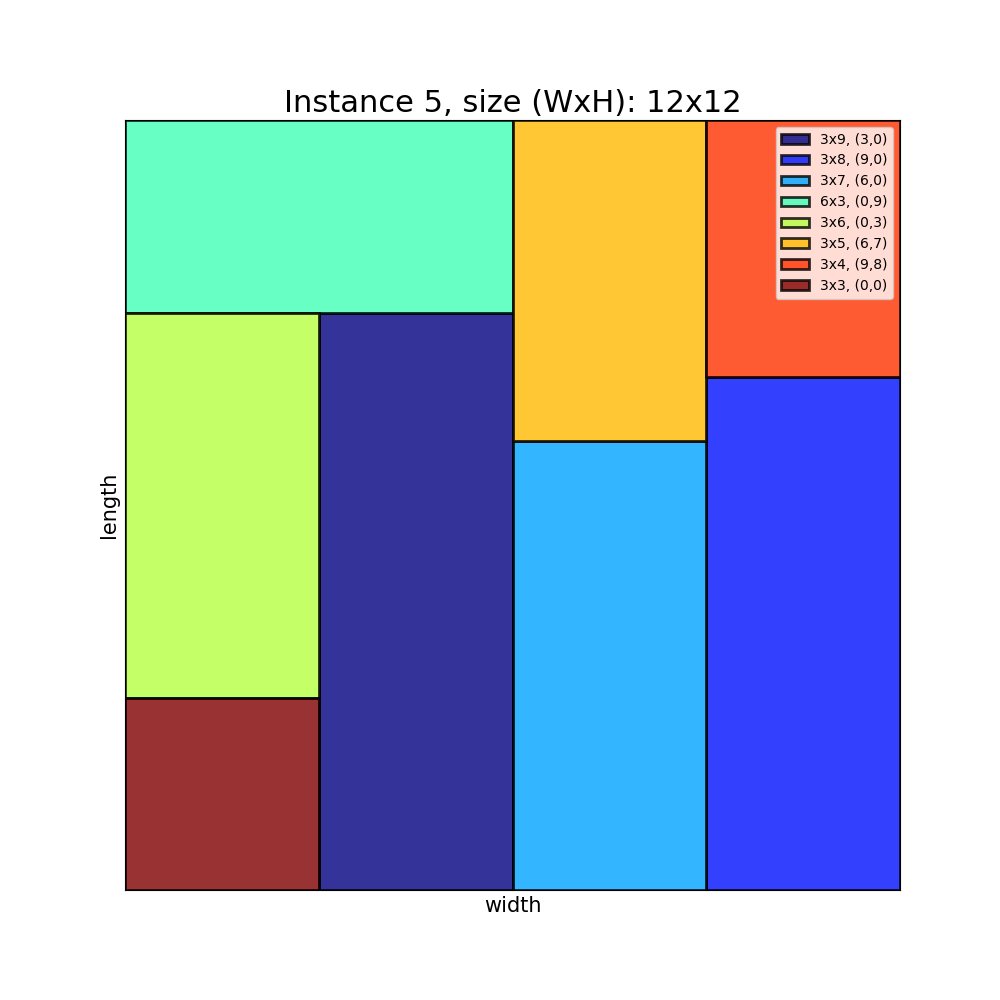 Instance 5, size (WxH): 12x12
3x9, (3,0)
3x8, (9,0)
3x7, (6,0)
6x3, (0,9)
3x6, (0,3)
3x5, (6,7)
3x4, (9,8)
3x3, (0,0)
length
width